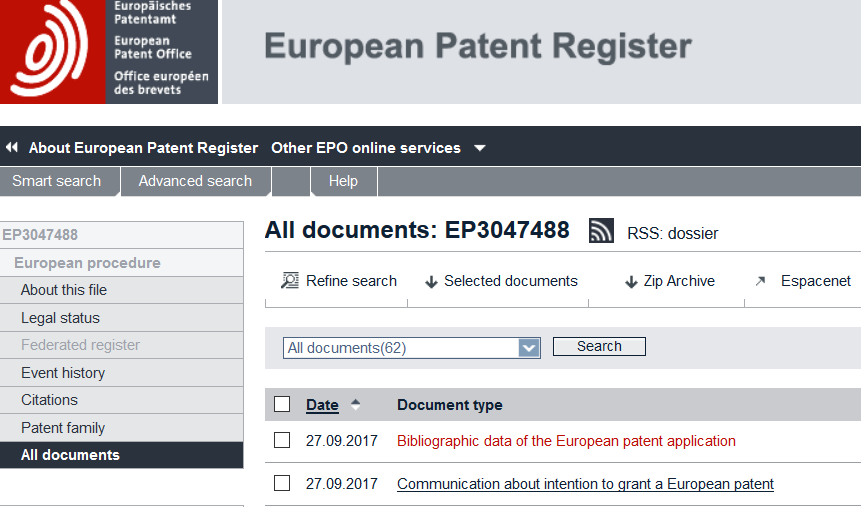 Europäisches
Patentamt
European
Patent Office
Office européen
des brevets
European Patent Register
About European Patent Register Other EPO online services
Smart search Advanced search Help
EP3047488
European procedure
About this file
Legal status
Federated register
Event history
Citations
Patent family
All documents
All documents: EP3047488 RSS: dossier
Refine search Selected documents Zip Archive Espacenet
All documents(62) Search
Date Document type
27.09.2017 Bibliographic data of the European patent application
27.09.2017 Communication about intention to grant a European patent